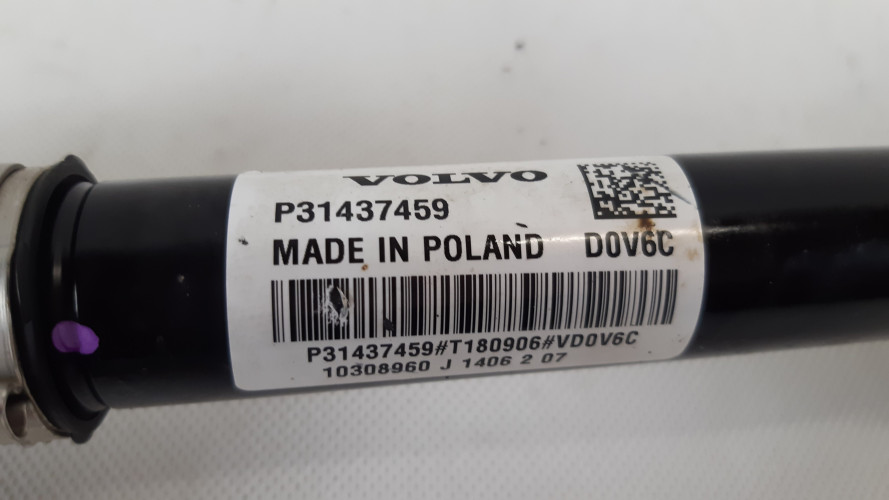 VOLVO
P31437459
MADE IN POLAND D0V6C
P31437459#T180906#VD0V6C
10308960 J 1406 2 07